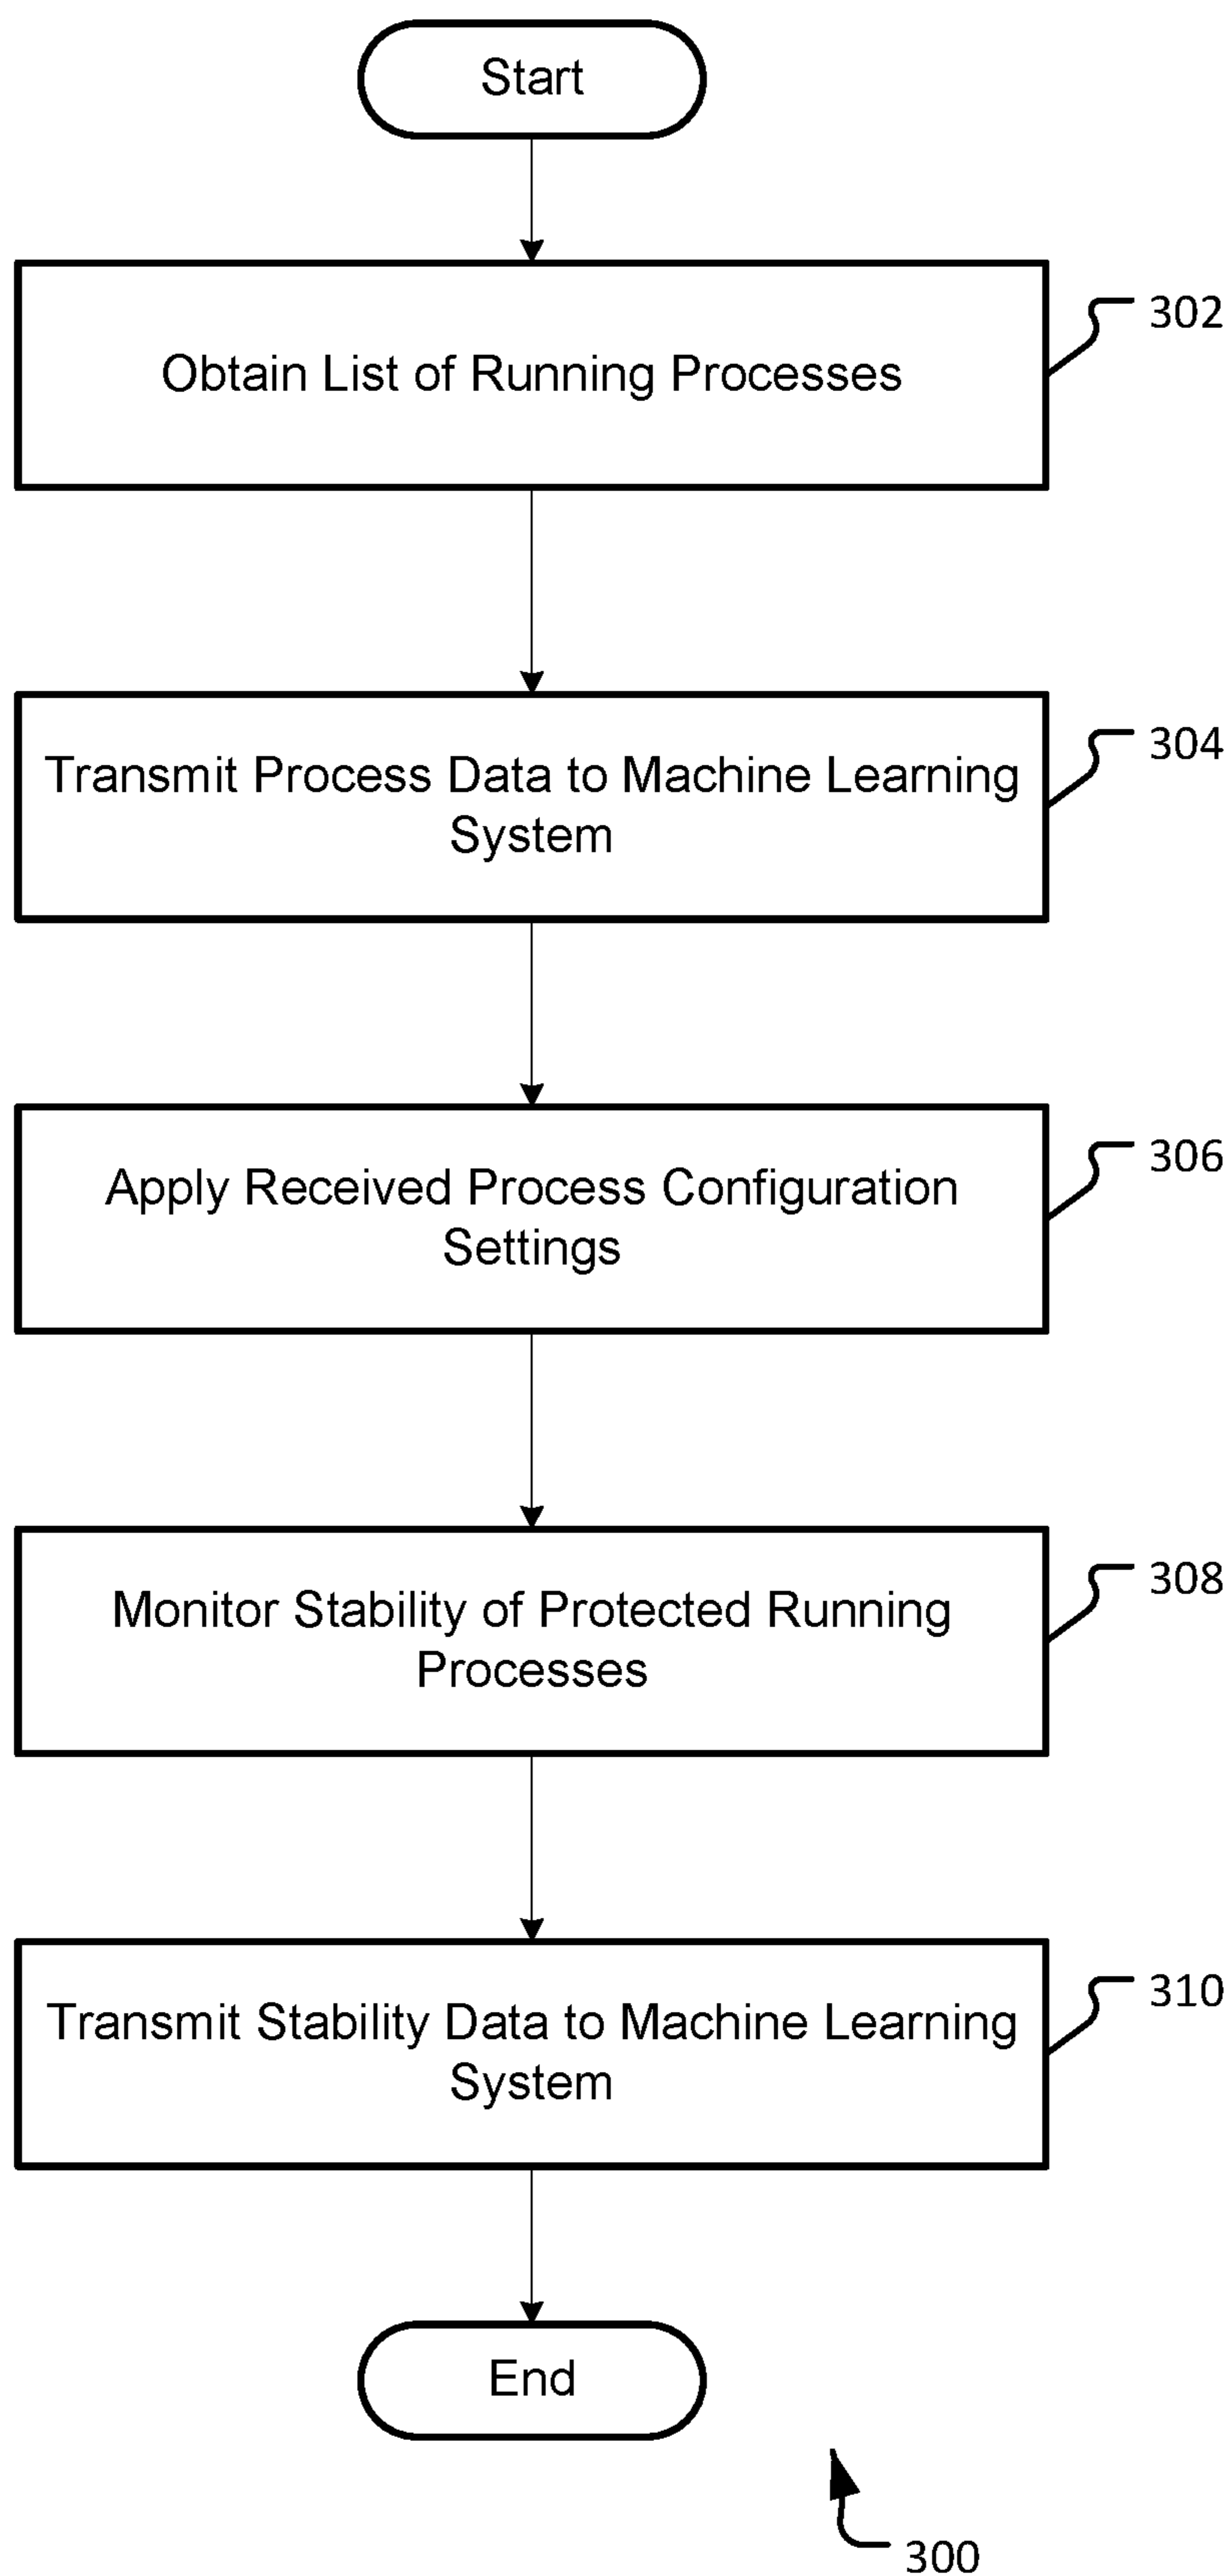 Start
Obtain List of Running Processes
302
Transmit Process Data to Machine Learning
System
304
Apply Received Process Configuration
Settings
306
Monitor Stability of Protected Running
Processes
308
Transmit Stability Data to Machine Learning
System
310
End
300